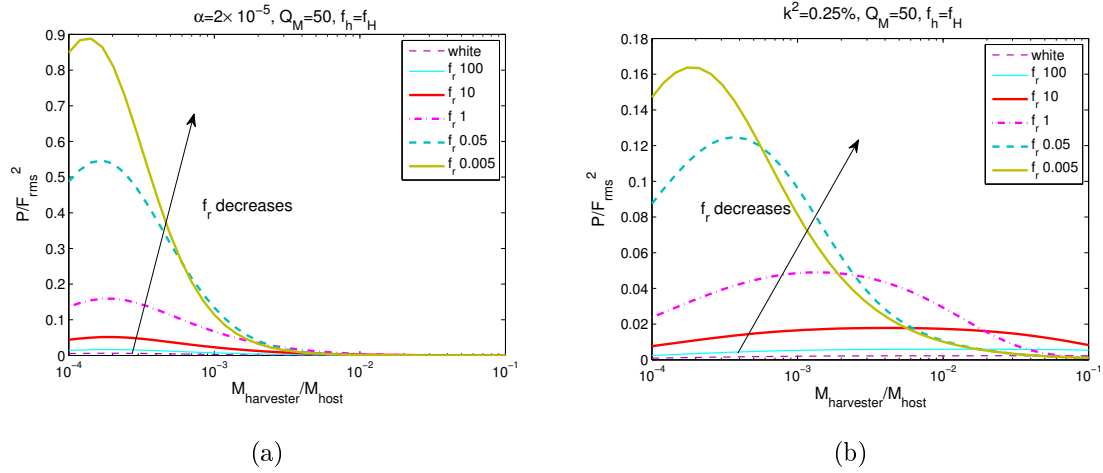 α=2× 10⁻⁵, Q_M=50, f_h=f_H
P/F_rms²
0.9
0.8
0.7
0.6
0.5
0.4
0.3
0.2
0.1
0
white
f_r 100
f_r 10
f_r 1
f_r 0.05
f_r 0.005
f_r decreases
10⁻⁴ 10⁻³ 10⁻² 10⁻¹
M_harvester/M_host
(a)
k²=0.25%, Q_M=50, f_h=f_H
P/F_rms²
0.18
0.16
0.14
0.12
0.1
0.08
0.06
0.04
0.02
0
white
f_r 100
f_r 10
f_r 1
f_r 0.05
f_r 0.005
f_r decreases
10⁻⁴ 10⁻³ 10⁻² 10⁻¹
M_harvester/M_host
(b)